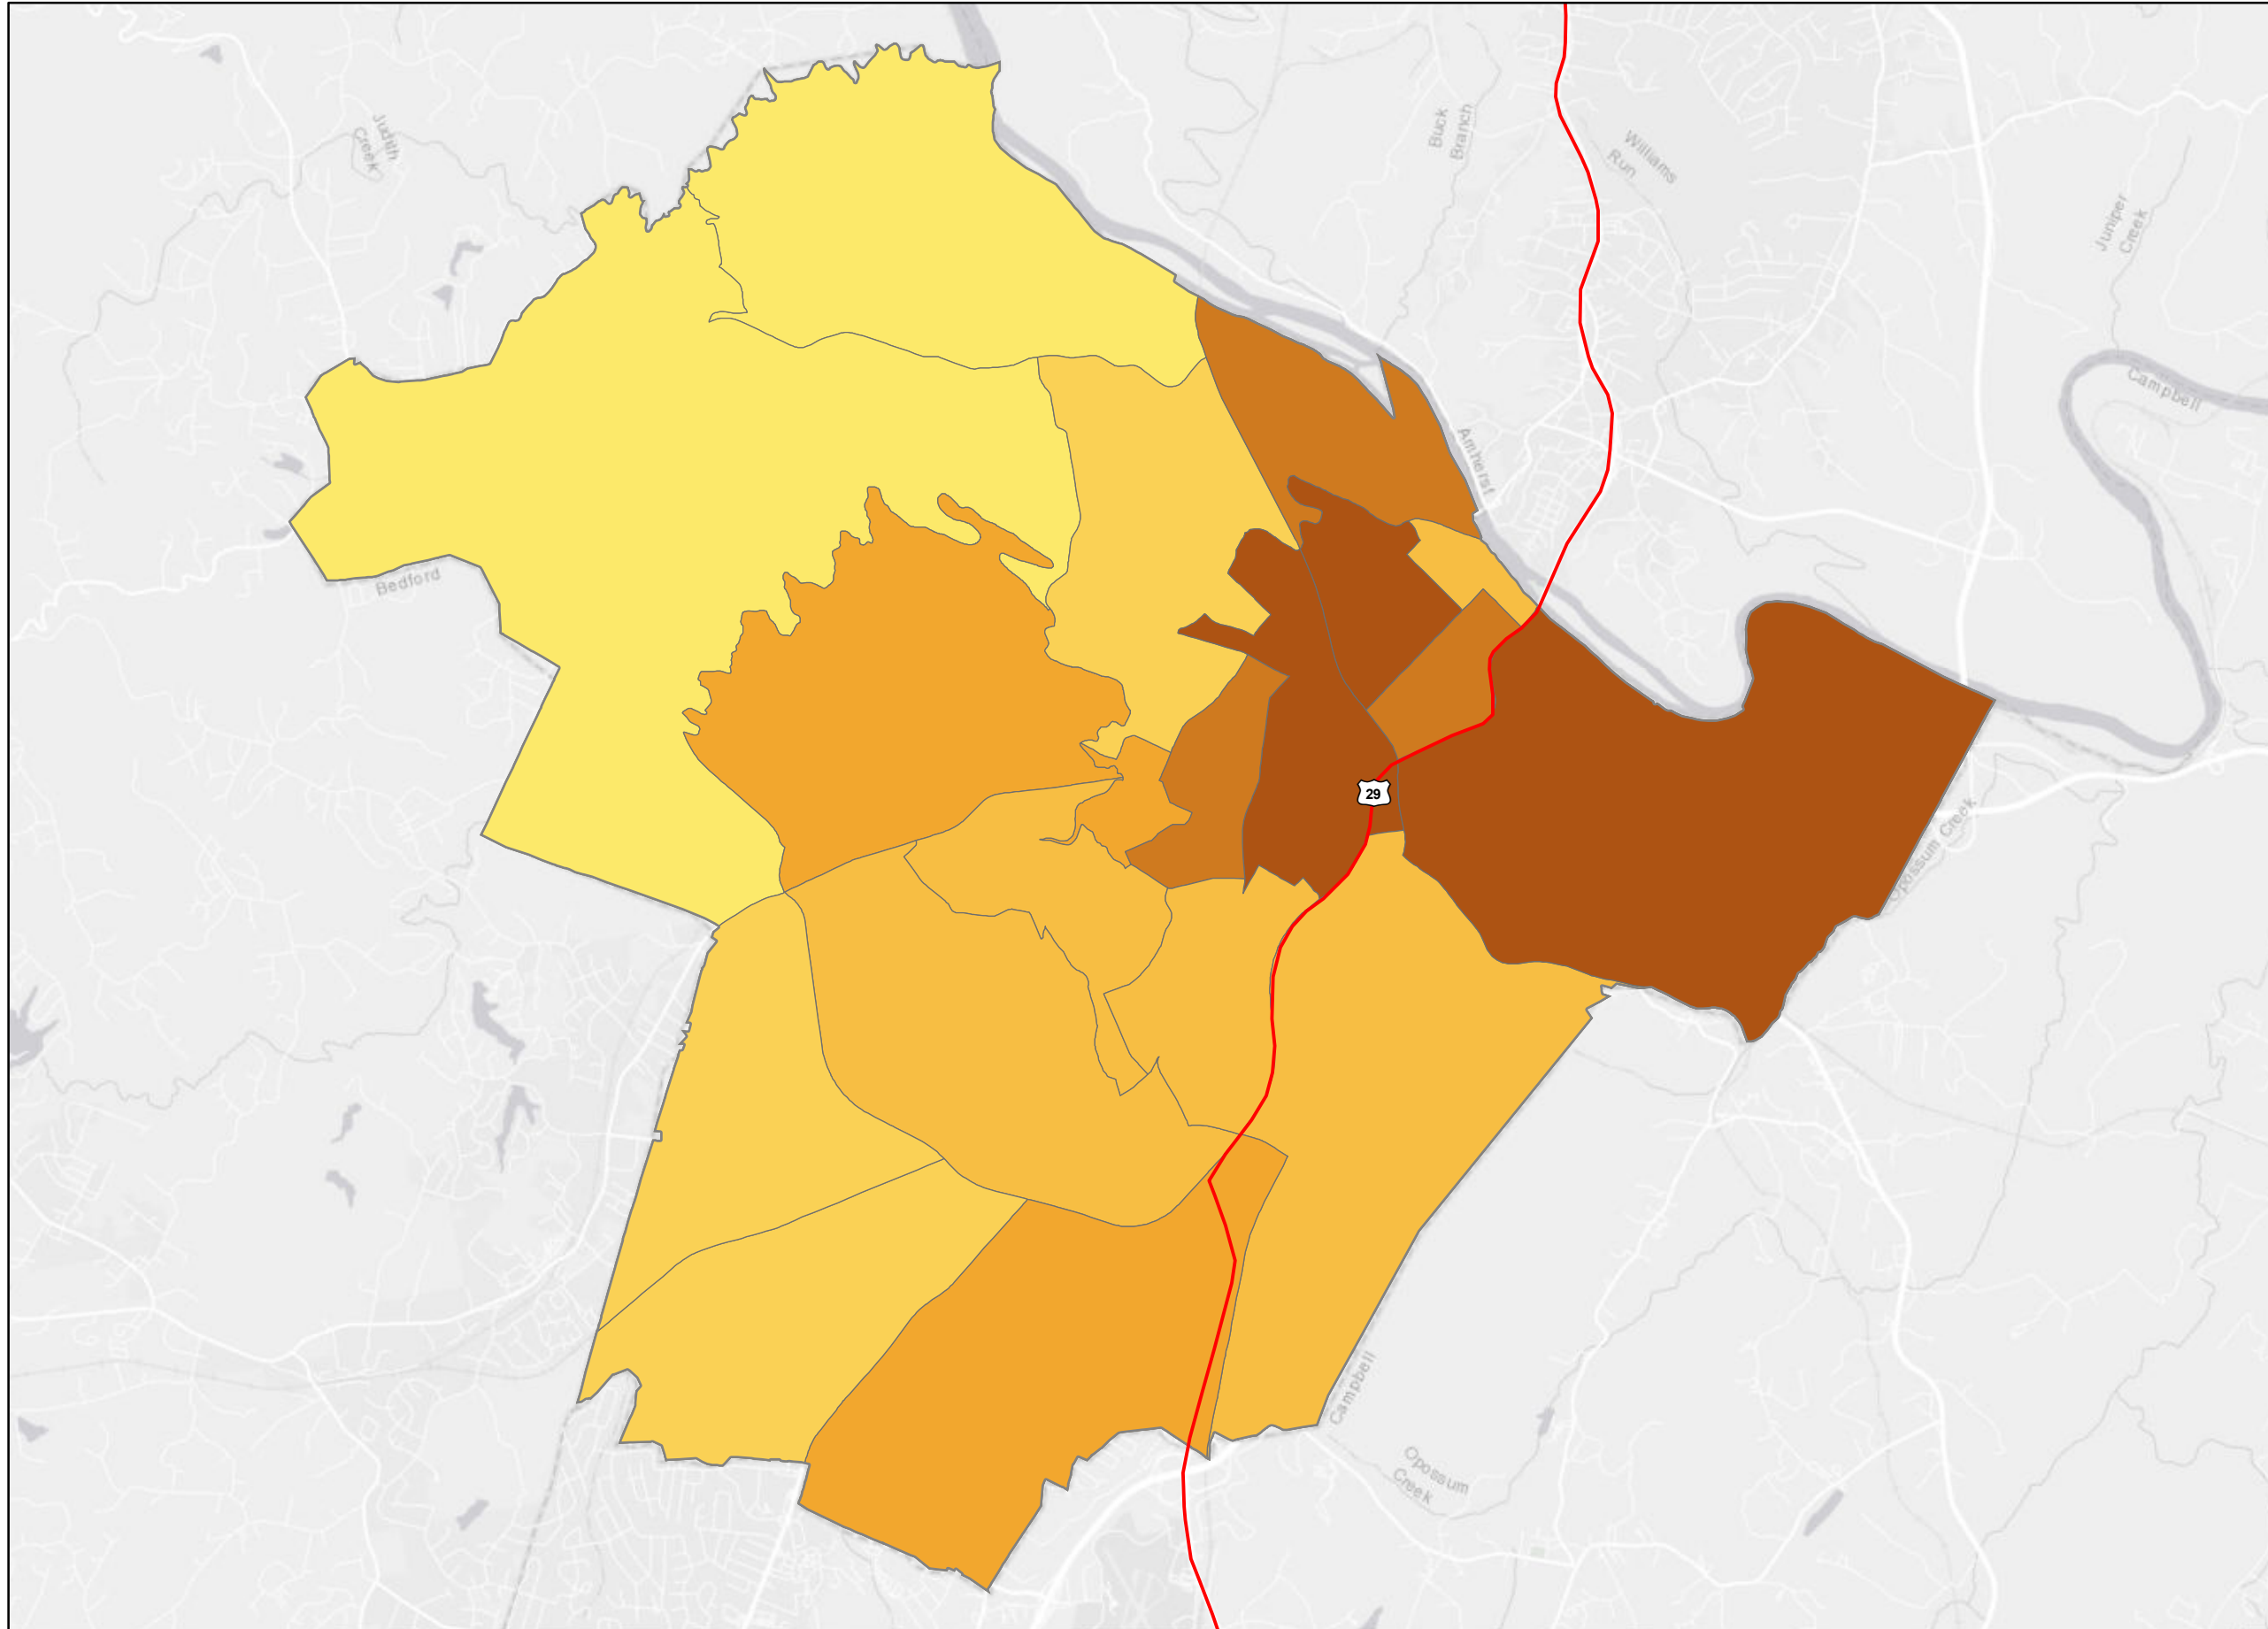 Judith
Creek
Buck
Branch
Williams
Run
Juniper
Creek
Campbell
Amherst
Bedford
29
Opossum Creek
Campbell
Opossum
Creek